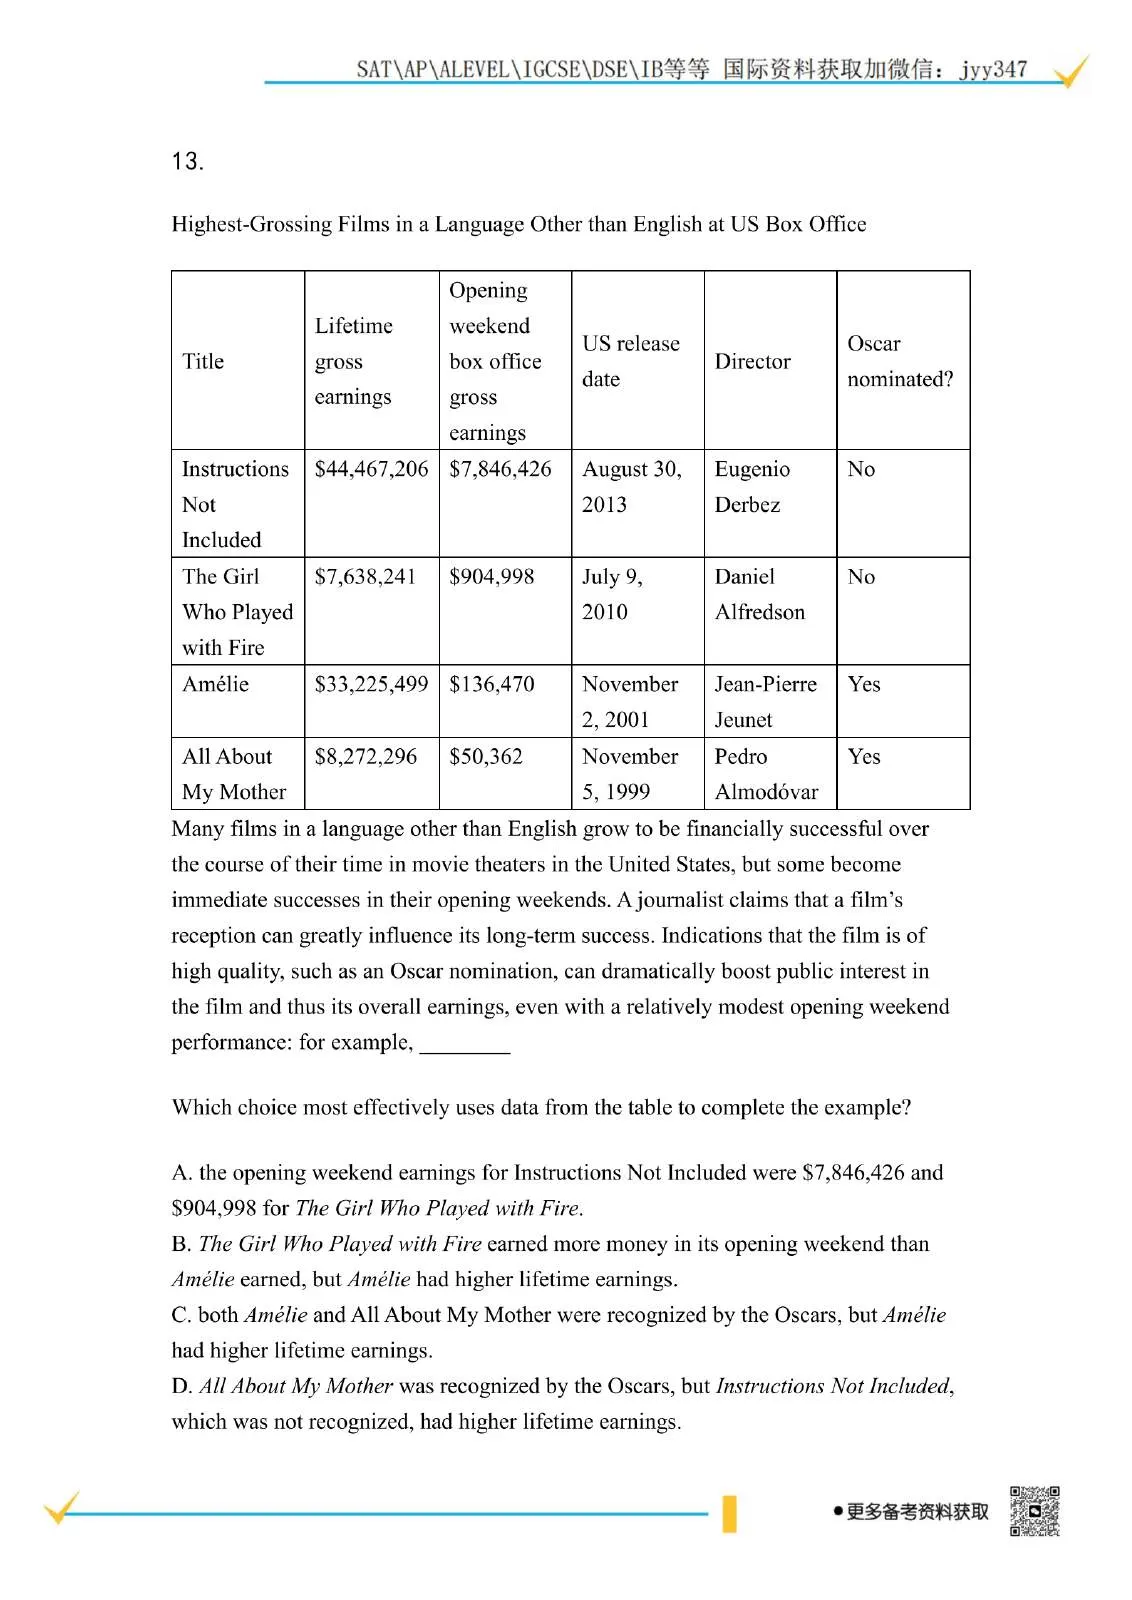 SAT\AP\ALEVEL\IGCSE\DSE\IB等等 国际资料获取加微信：jyy347
13.
Highest-Grossing Films in a Language Other than English at US Box Office
Title
Lifetime
gross
earnings
Opening
weekend
box office
gross
earnings
US release
date
Director
Oscar
nominated?
Instructions
Not
Included
$44,467,206
$7,846,426
August 30,
2013
Eugenio
Derbez
No
The Girl
Who Played
with Fire
$7,638,241
$904,998
July 9,
2010
Daniel
Alfredson
No
Amélie
$33,225,499
$136,470
November
2, 2001
Jean-Pierre
Jeunet
Yes
All About
My Mother
$8,272,296
$50,362
November
5, 1999
Pedro
Almodóvar
Yes
Many films in a language other than English grow to be financially successful over
the course of their time in movie theaters in the United States, but some become
immediate successes in their opening weekends. A journalist claims that a film’s
reception can greatly influence its long-term success. Indications that the film is of
high quality, such as an Oscar nomination, can dramatically boost public interest in
the film and thus its overall earnings, even with a relatively modest opening weekend
performance: for example, ________
Which choice most effectively uses data from the table to complete the example?
A. the opening weekend earnings for Instructions Not Included were $7,846,426 and
$904,998 for The Girl Who Played with Fire.
B. The Girl Who Played with Fire earned more money in its opening weekend than
Amélie earned, but Amélie had higher lifetime earnings.
C. both Amélie and All About My Mother were recognized by the Oscars, but Amélie
had higher lifetime earnings.
D. All About My Mother was recognized by the Oscars, but Instructions Not Included,
which was not recognized, had higher lifetime earnings.
●更多备考资料获取